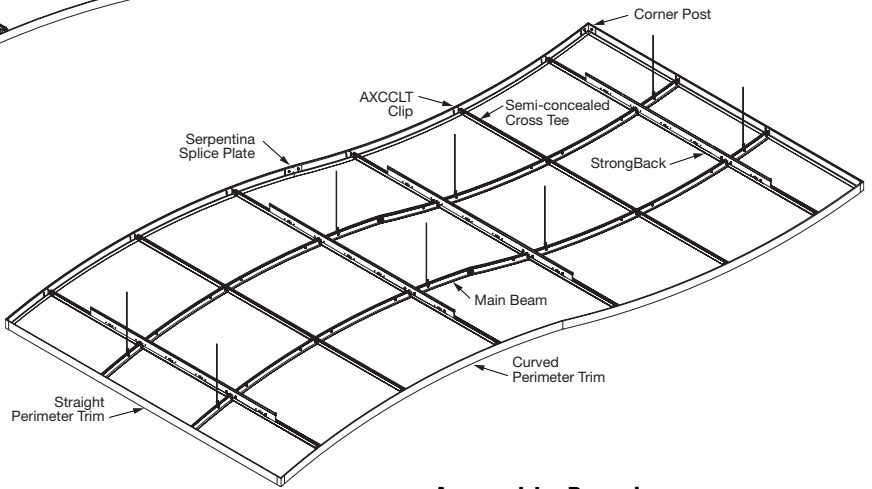 Corner Post
AXCCLT
Clip
Semi-concealed
Cross Tee
Serpentina
Splice Plate
StrongBack
Main Beam
Curved
Perimeter Trim
Straight
Perimeter Trim